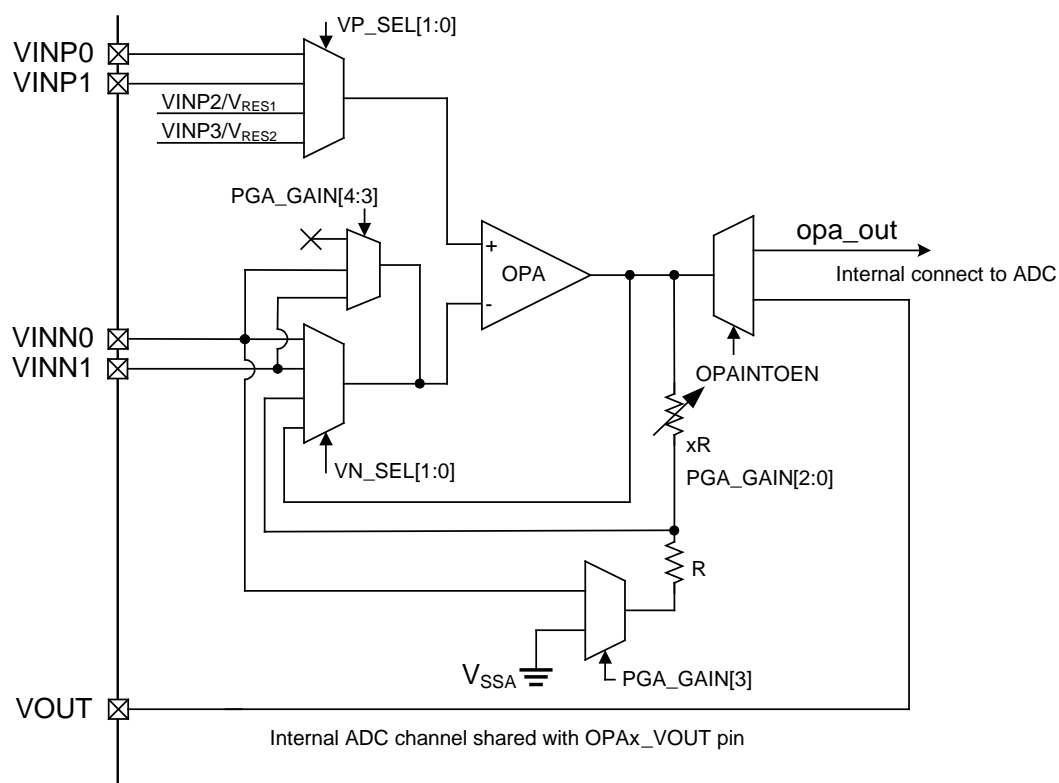 VP_SEL[1:0]
VINP0
VINP1
VINP2/VRES1
VINP3/VRES2
PGA_GAIN[4:3]
+
OPA
-
opa_out
Internal connect to ADC
VINN0
VINN1
OPAINTOEN
xR
VN_SEL[1:0]
PGA_GAIN[2:0]
R
VSSA
PGA_GAIN[3]
VOUT
Internal ADC channel shared with OPAx_VOUT pin